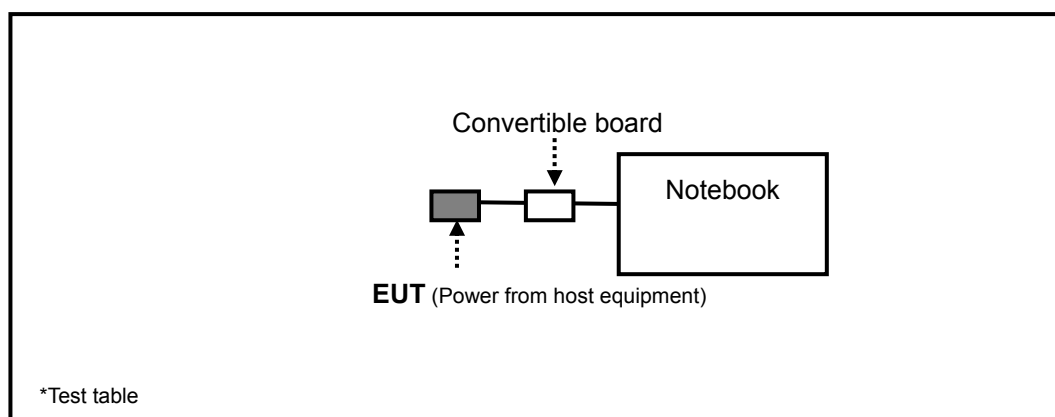 Convertible board
Notebook
EUT (Power from host equipment)
*Test table